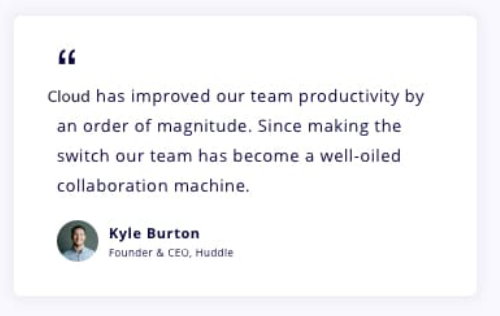 “
Cloud has improved our team productivity by
an order of magnitude. Since making the
switch our team has become a well-oiled
collaboration machine.
Kyle Burton
Founder & CEO, Huddle